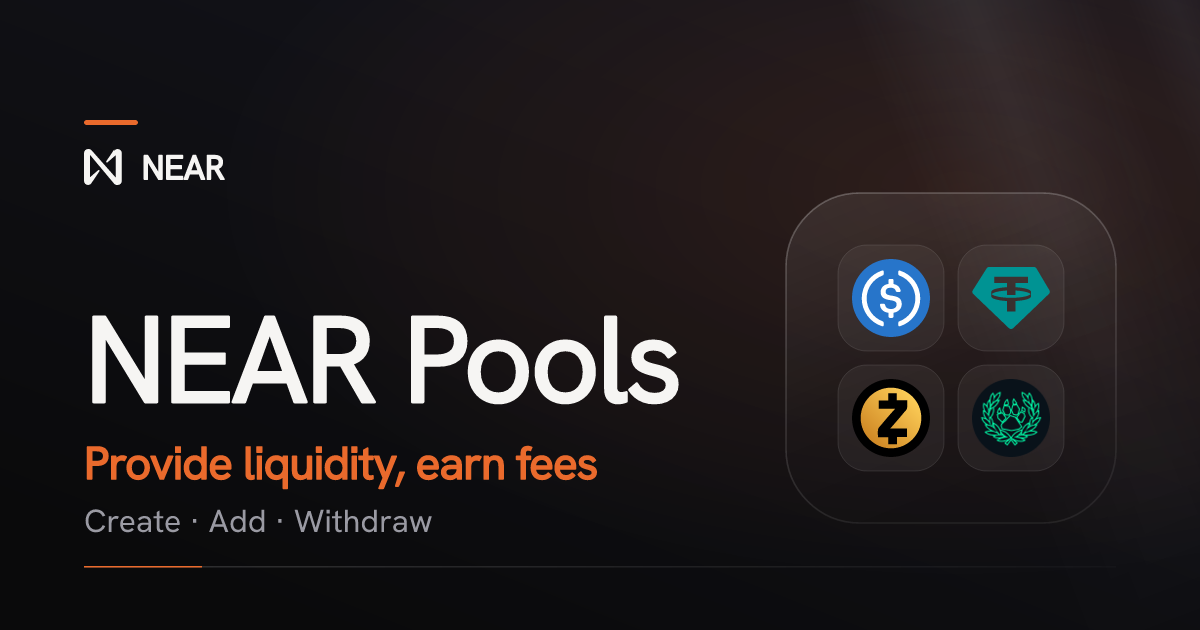 NEAR
NEAR Pools
Provide liquidity, earn fees
Create · Add · Withdraw